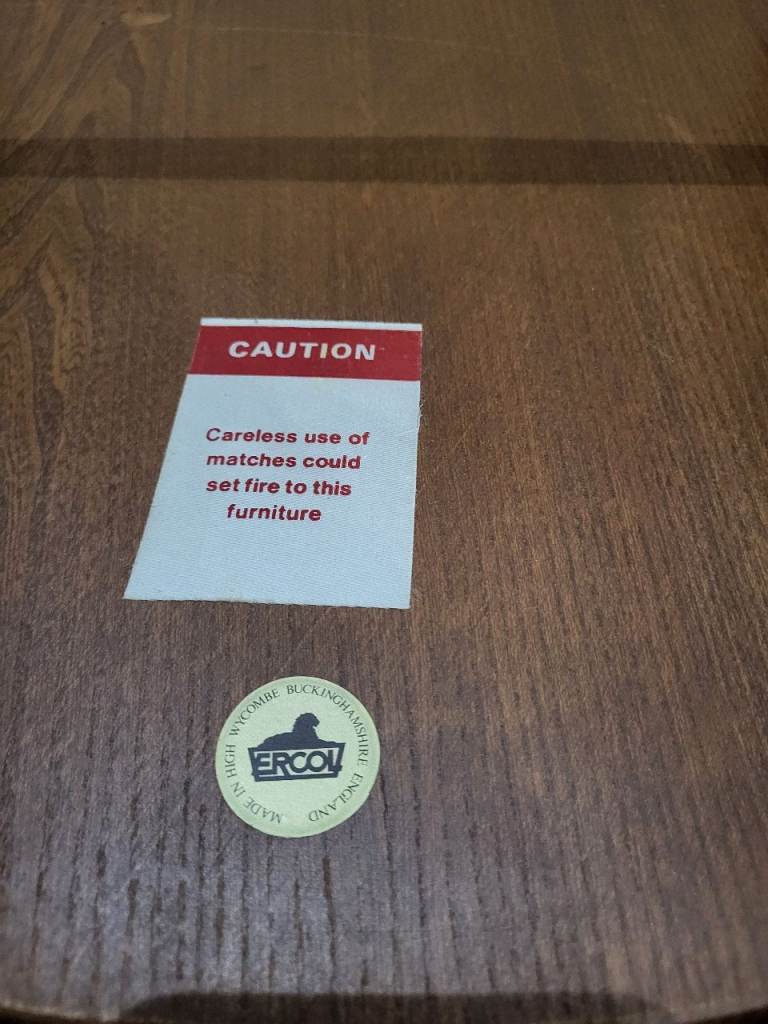 CAUTION
Careless use of
matches could
set fire to this
furniture
MADE IN HIGH WYCOMBE BUCKINGHAMSHIRE ENGLAND
ERCOL